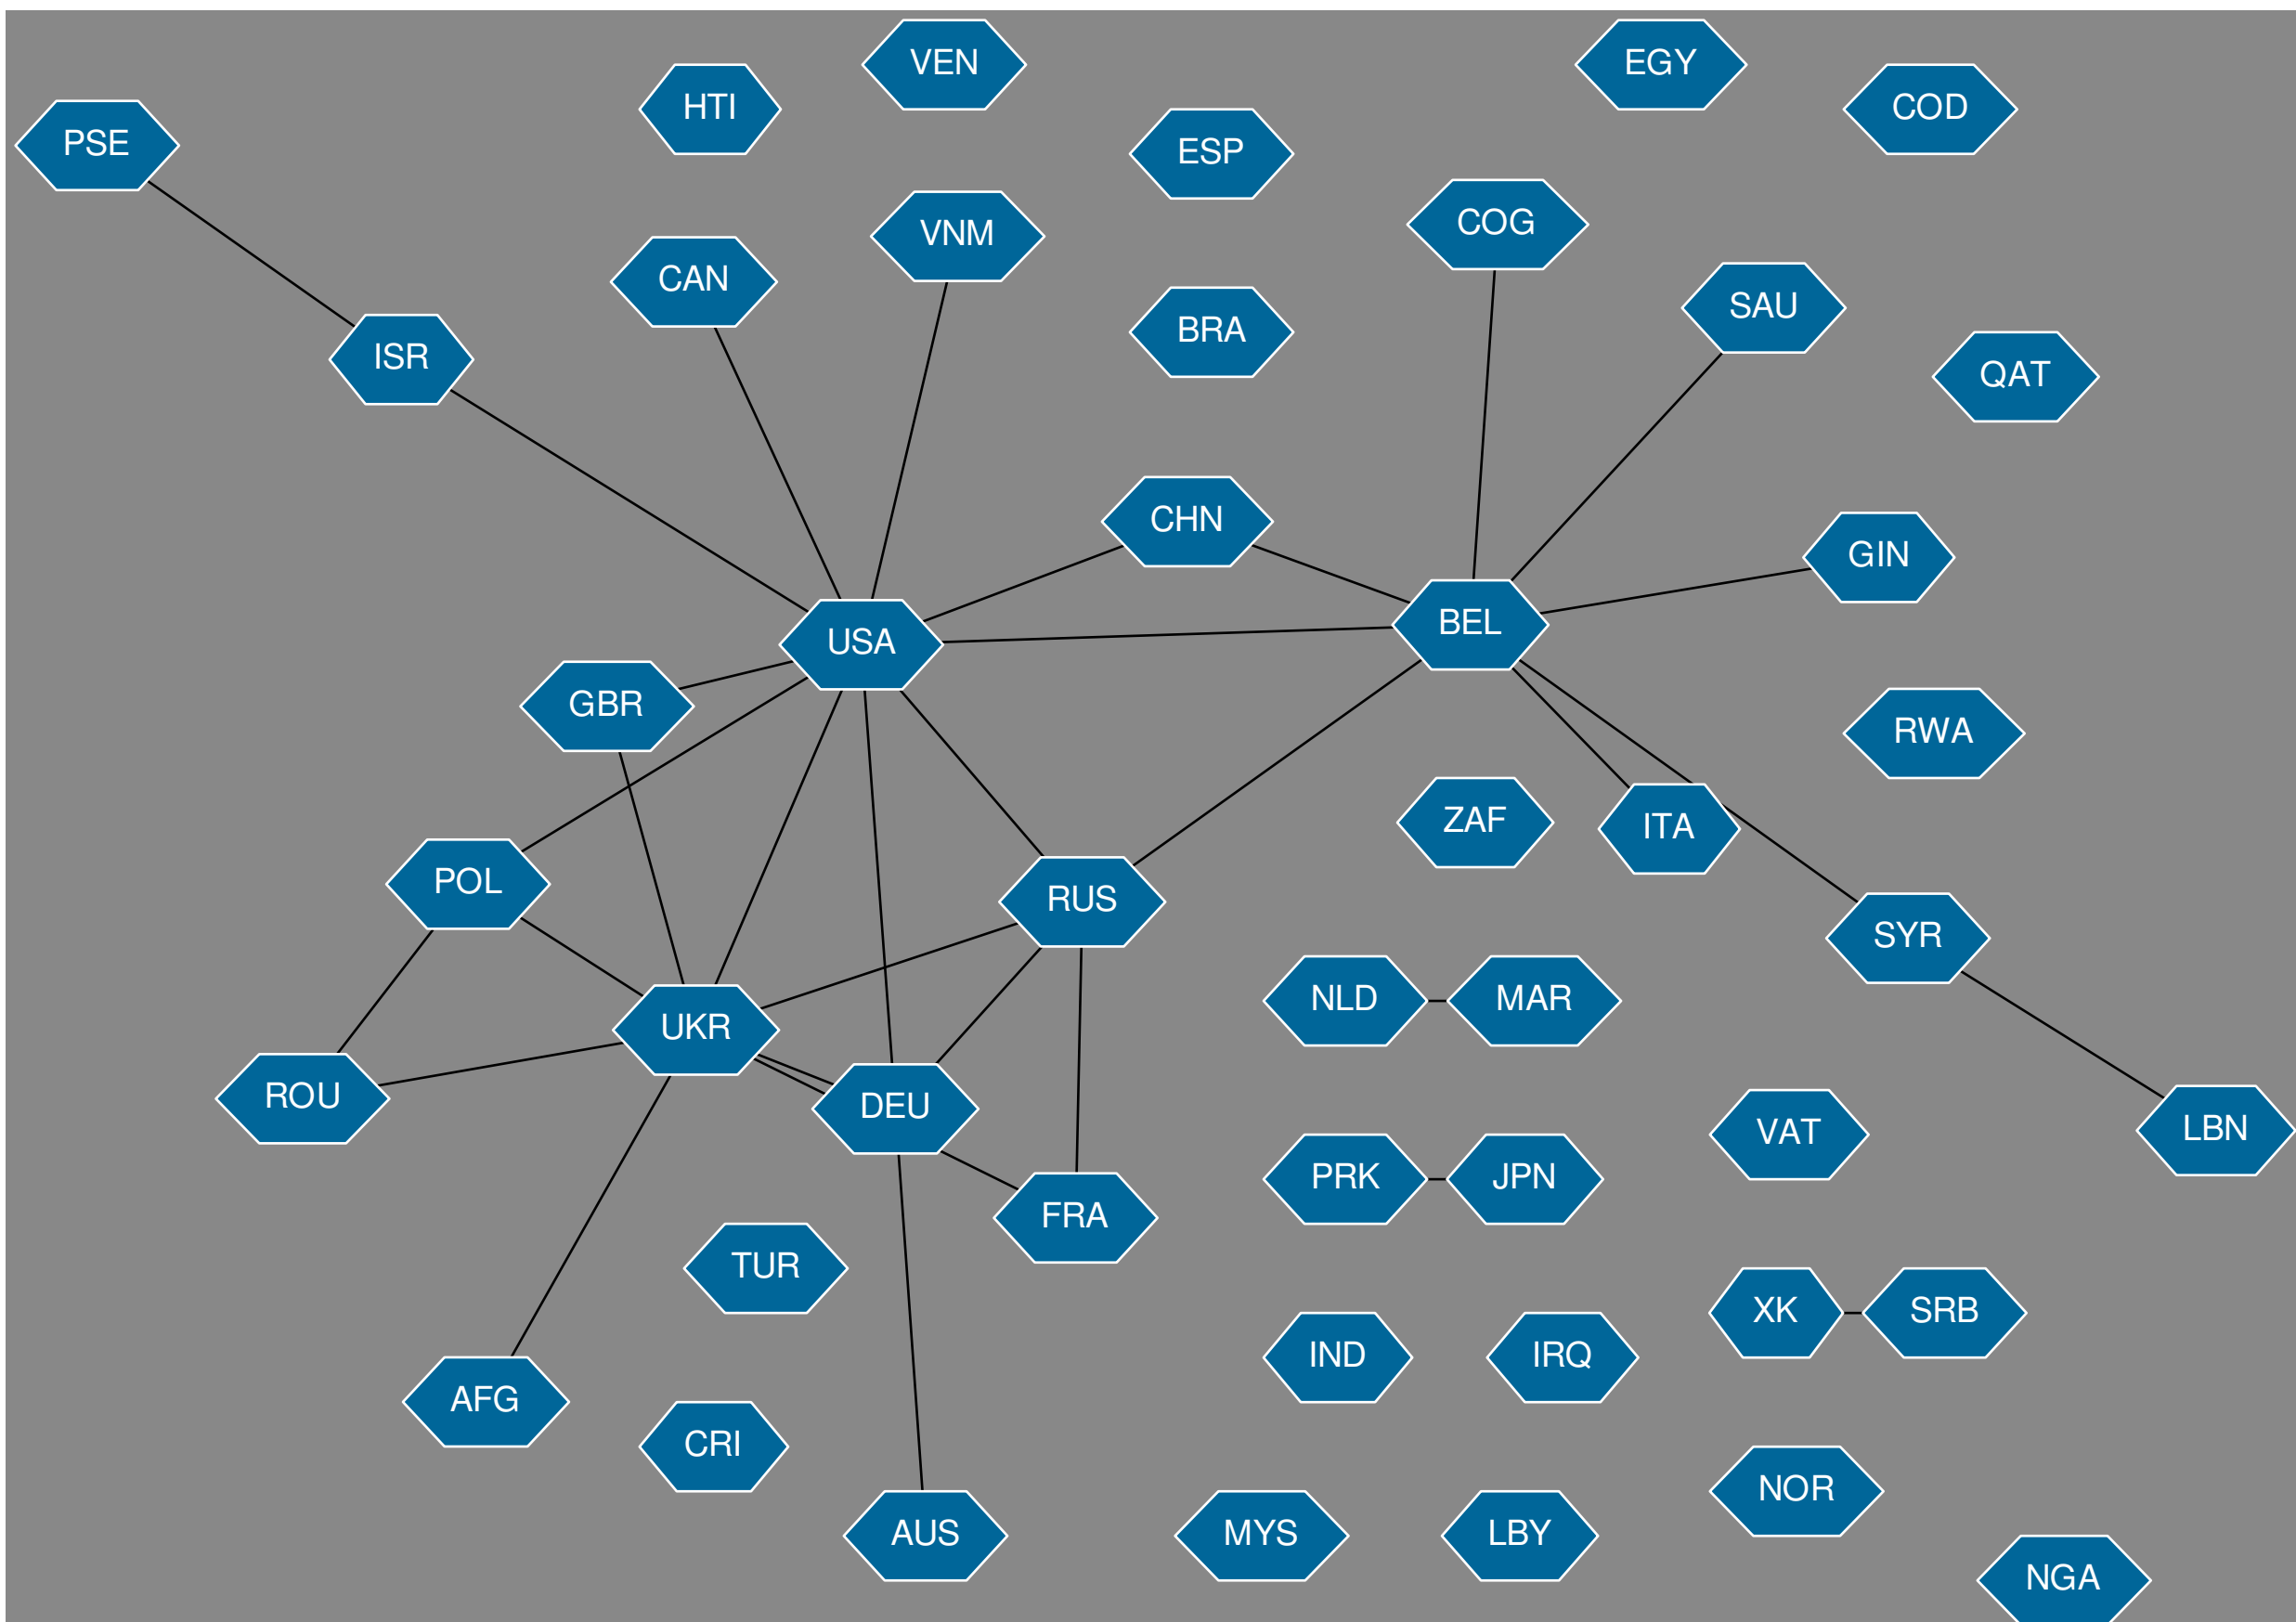 VEN
EGY
HTI
COD
PSE
ESP
COG
VNM
CAN
SAU
BRA
ISR
QAT
CHN
GIN
BEL
USA
GBR
RWA
ZAF
ITA
POL
RUS
SYR
NLD
MAR
UKR
ROU
DEU
VAT
LBN
PRK
JPN
FRA
TUR
XK
SRB
IND
IRQ
AFG
CRI
NOR
AUS
MYS
LBY
NGA